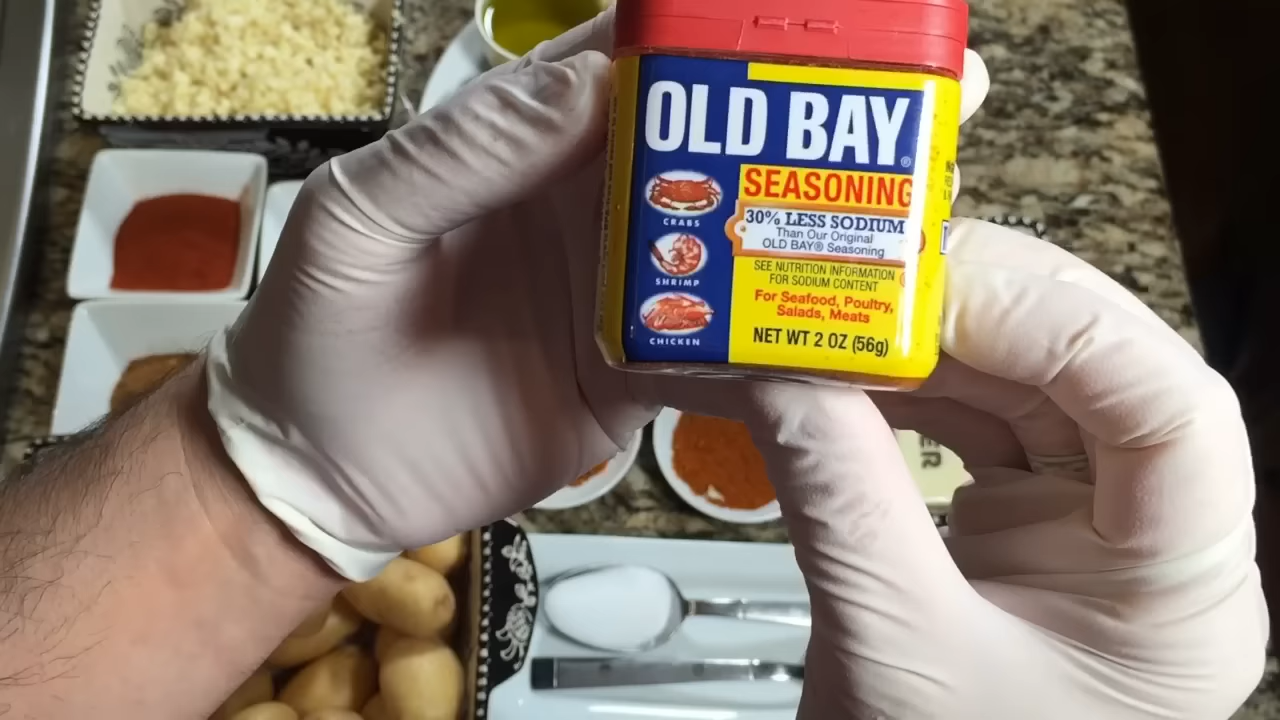 OLD BAY®
SEASONING
30% LESS SODIUM
Than Our Original
OLD BAY® Seasoning
SEE NUTRITION INFORMATION
FOR SODIUM CONTENT
For Seafood, Poultry,
Salads, Meats
NET WT 2 OZ (56g)
CRABS
SHRIMP
CHICKEN
ER